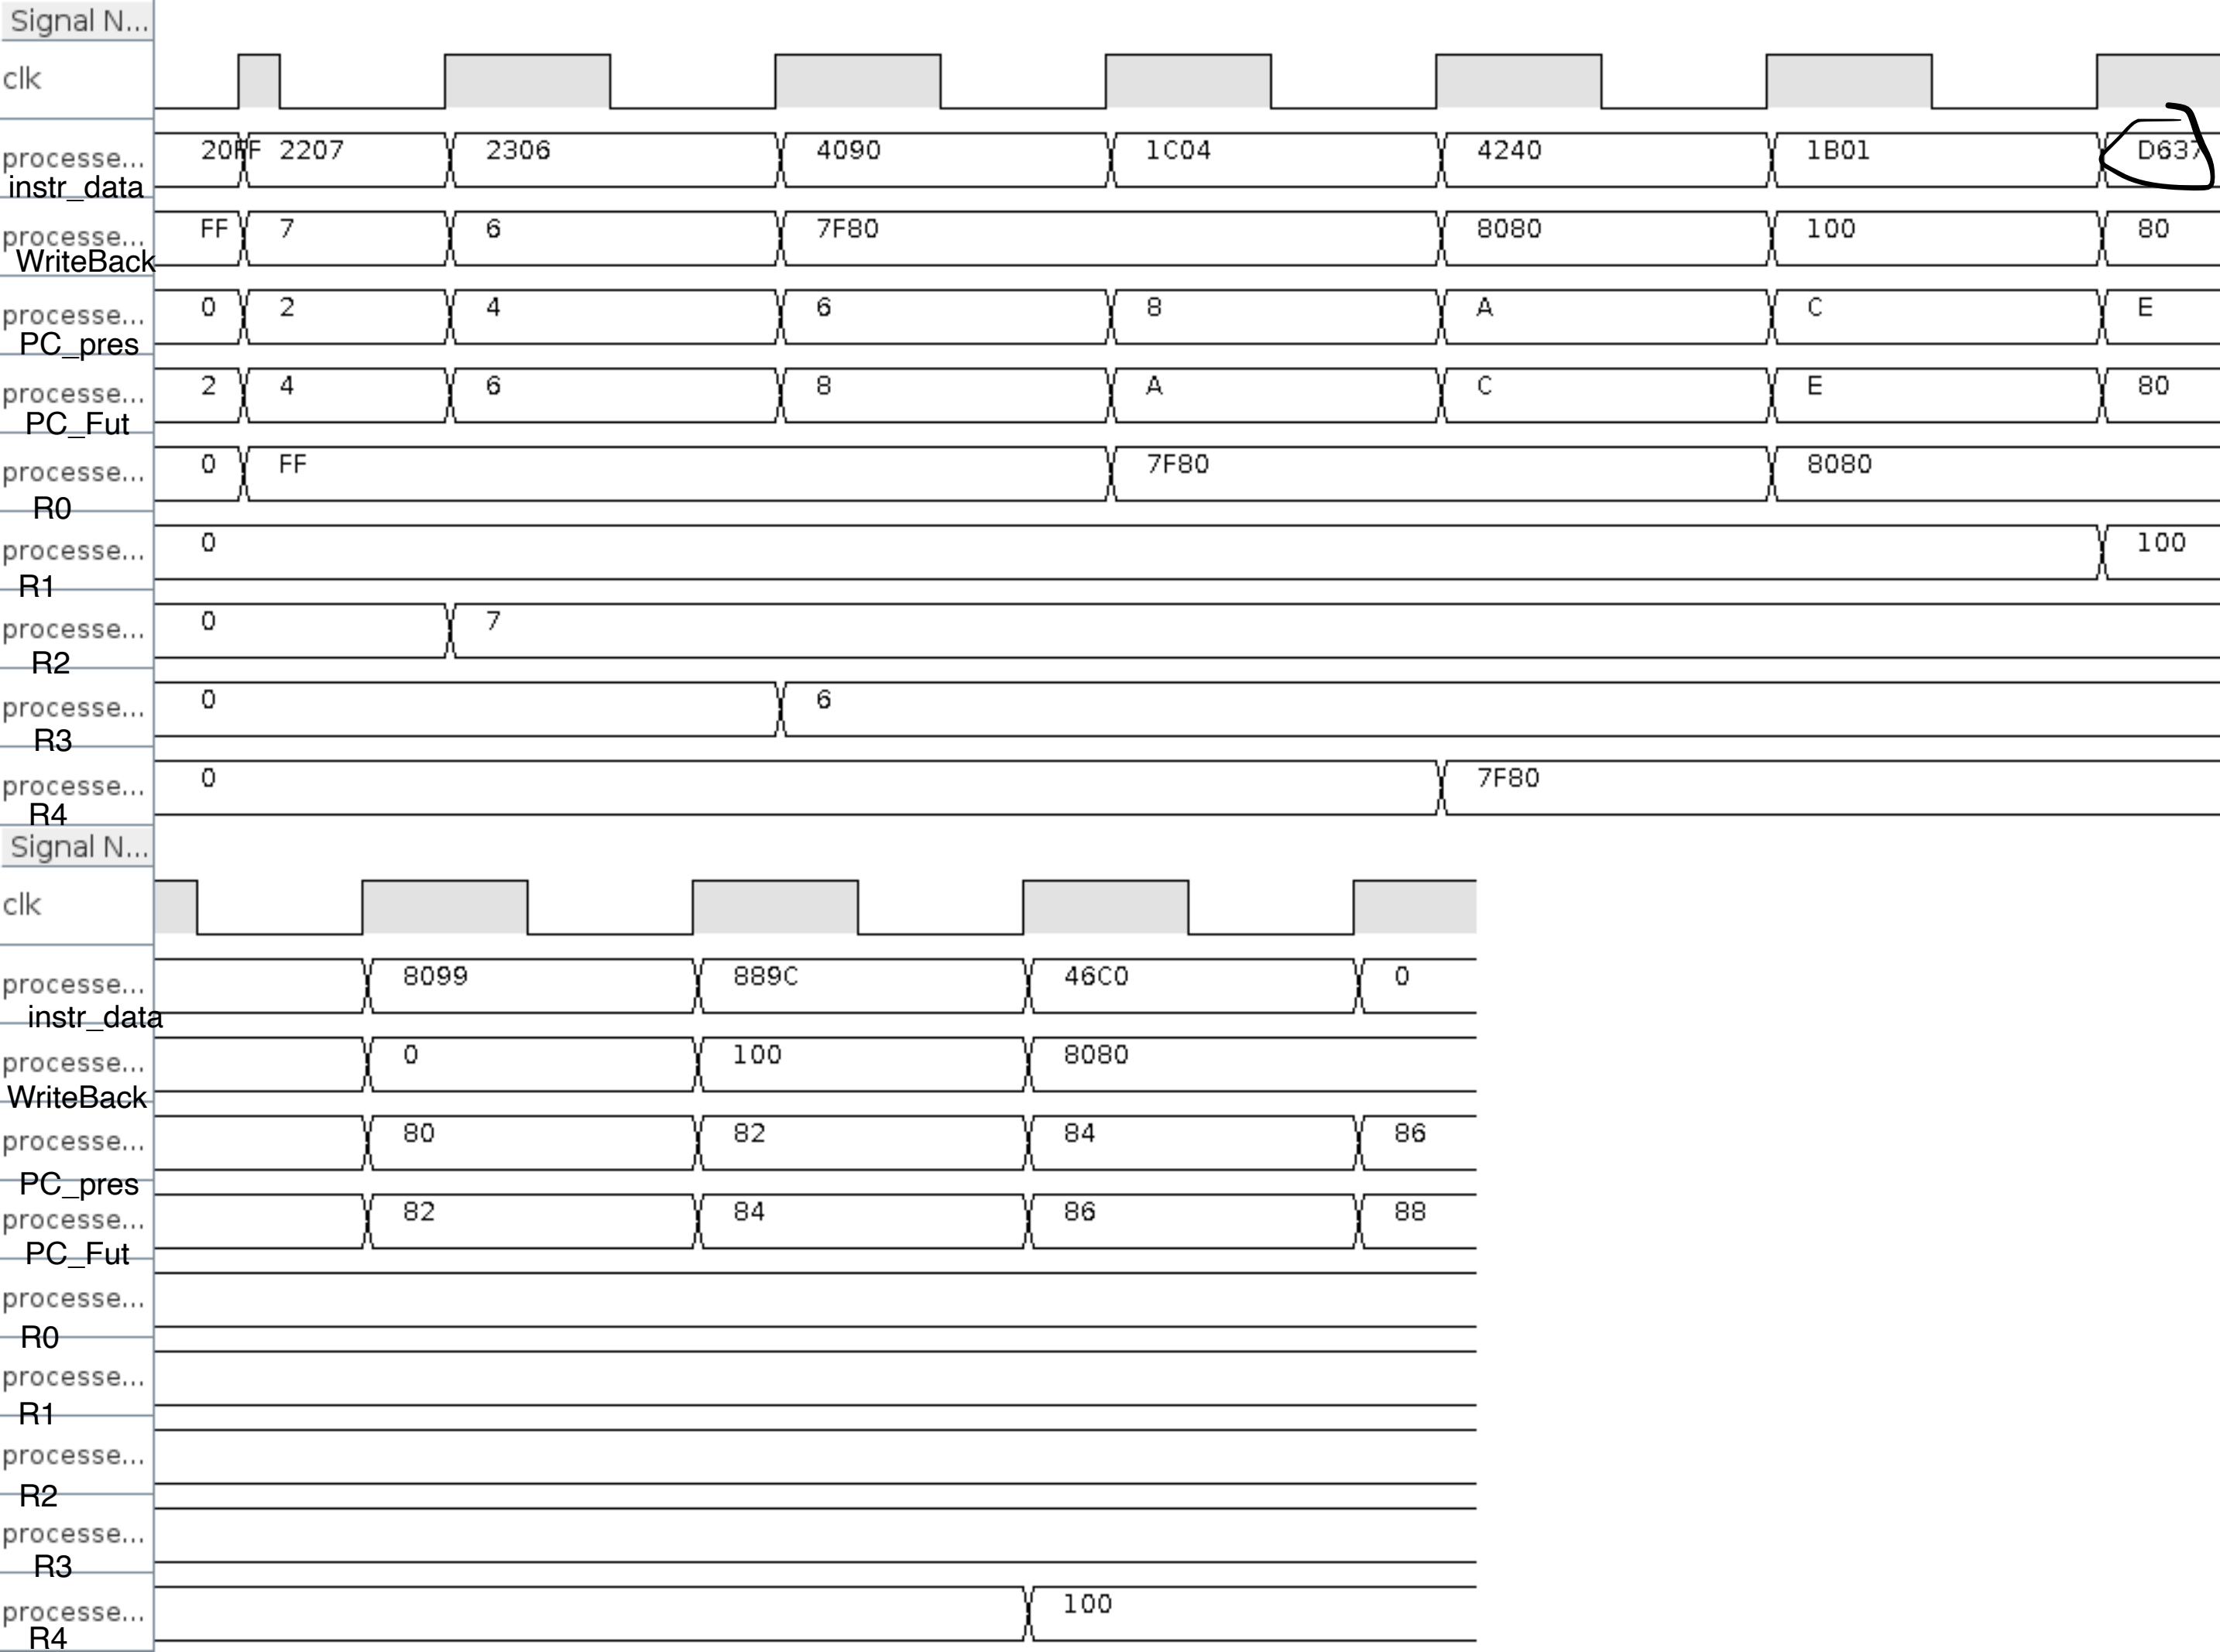 Signal N...
clk
processe... 20FF 2207 2306 4090 1C04 4240 1B01 D637
instr_data
processe... FF 7 6 7F80 8080 100 80
WriteBack
processe... 0 2 4 6 8 A C E
PC_pres
processe... 2 4 6 8 A C E 80
PC_Fut
processe... 0 FF 7F80 8080
R0
processe... 0 100
R1
processe... 0 7
R2
processe... 0 6
R3
processe... 0 7F80
R4
Signal N...
clk
processe... 8099 889C 46C0 0
instr_data
processe... 0 100 8080
WriteBack
processe... 80 82 84 86
PC_pres
processe... 82 84 86 88
PC_Fut
processe...
R0
processe...
R1
processe...
R2
processe...
R3
processe... 100
R4